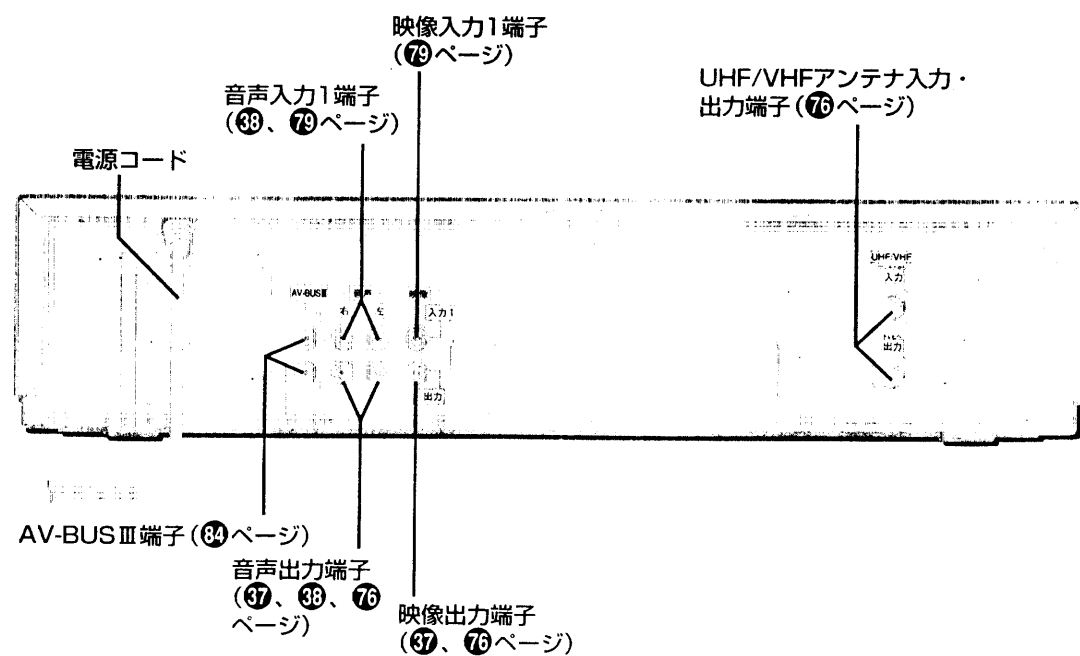 映像入力1端子
(79ページ)
UHF/VHFアンテナ入力・
出力端子(76ページ)
音声入力1端子
(38、79ページ)
電源コード
UHF/VHF
入力
AV-BUSⅢ
音声
映像
右
左
入力1
出力
出力
AV-BUSⅢ端子(84ページ)
音声出力端子
(37、38、76
ページ)
映像出力端子
(37、76ページ)